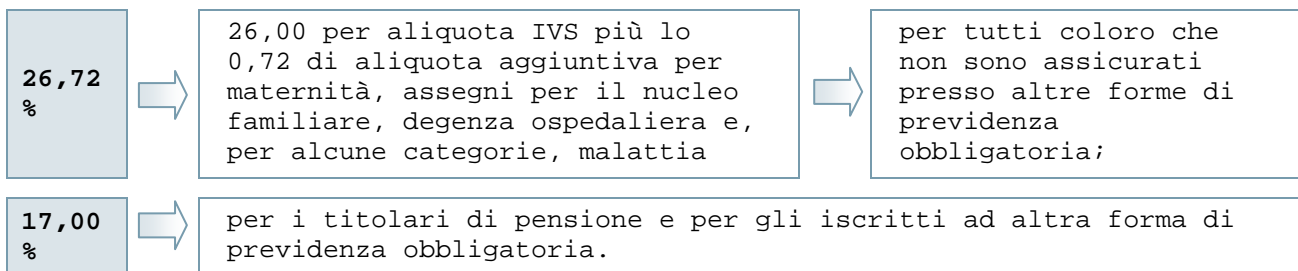 26,72
%
26,00 per aliquota IVS più lo
0,72 di aliquota aggiuntiva per
maternità, assegni per il nucleo
familiare, degenza ospedaliera e,
per alcune categorie, malattia
per tutti coloro che
non sono assicurati
presso altre forme di
previdenza
obbligatoria;
17,00
%
per i titolari di pensione e per gli iscritti ad altra forma di
previdenza obbligatoria.